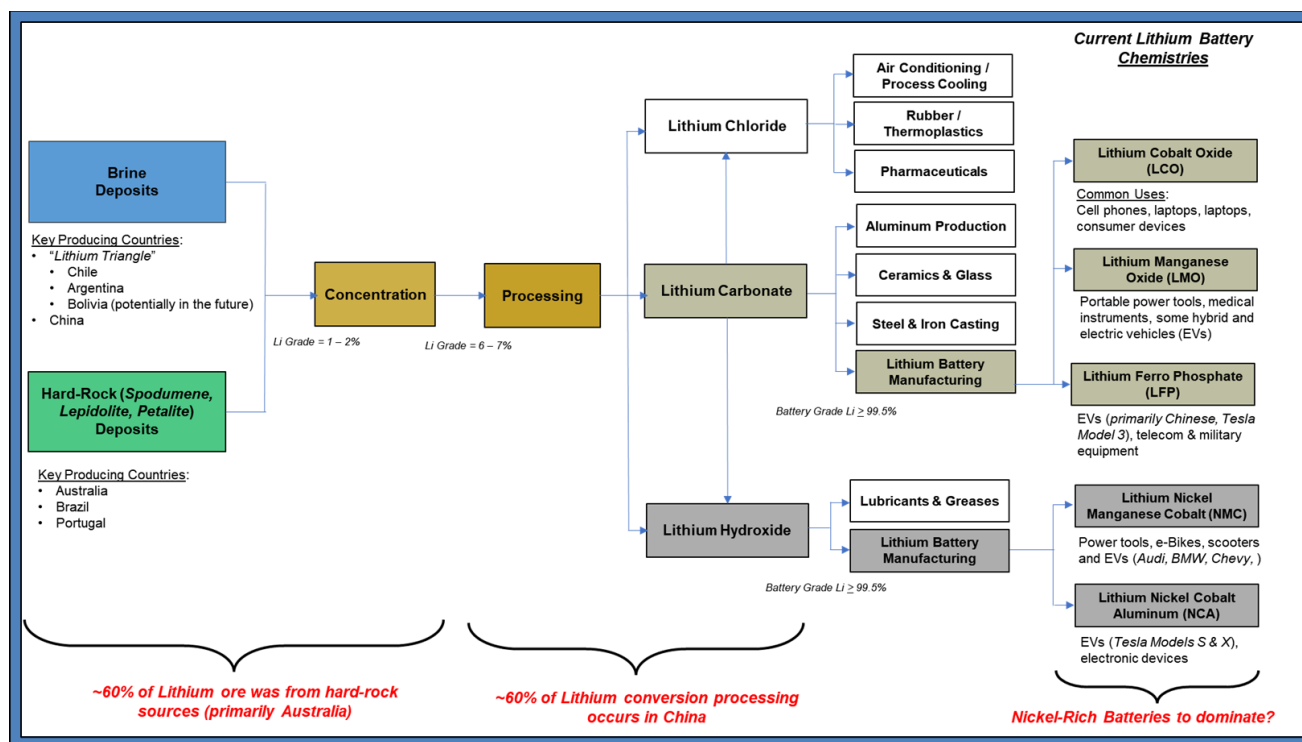 Current Lithium Battery
Chemistries
Brine
Deposits
Key Producing Countries:
• “Lithium Triangle”
• Chile
• Argentina
• Bolivia (potentially in the future)
• China
Hard-Rock (Spodumene,
Lepidolite, Petalite)
Deposits
Key Producing Countries:
• Australia
• Brazil
• Portugal
Concentration
Li Grade = 1 – 2%
Processing
Li Grade = 6 – 7%
Lithium Chloride
Air Conditioning /
Process Cooling
Rubber /
Thermoplastics
Pharmaceuticals
Lithium Carbonate
Aluminum Production
Ceramics & Glass
Steel & Iron Casting
Lithium Battery
Manufacturing
Battery Grade Li ≥ 99.5%
Lithium Hydroxide
Lubricants & Greases
Lithium Battery
Manufacturing
Battery Grade Li ≥ 99.5%
Lithium Cobalt Oxide
(LCO)
Common Uses:
Cell phones, laptops, laptops,
consumer devices
Lithium Manganese
Oxide (LMO)
Portable power tools, medical
instruments, some hybrid and
electric vehicles (EVs)
Lithium Ferro Phosphate
(LFP)
EVs (primarily Chinese, Tesla
Model 3), telecom & military
equipment
Lithium Nickel
Manganese Cobalt (NMC)
Power tools, e-Bikes, scooters
and EVs (Audi, BMW, Chevy, )
Lithium Nickel Cobalt
Aluminum (NCA)
EVs (Tesla Models S & X),
electronic devices
~60% of Lithium ore was from hard-rock
sources (primarily Australia)
~60% of Lithium conversion processing
occurs in China
Nickel-Rich Batteries to dominate?